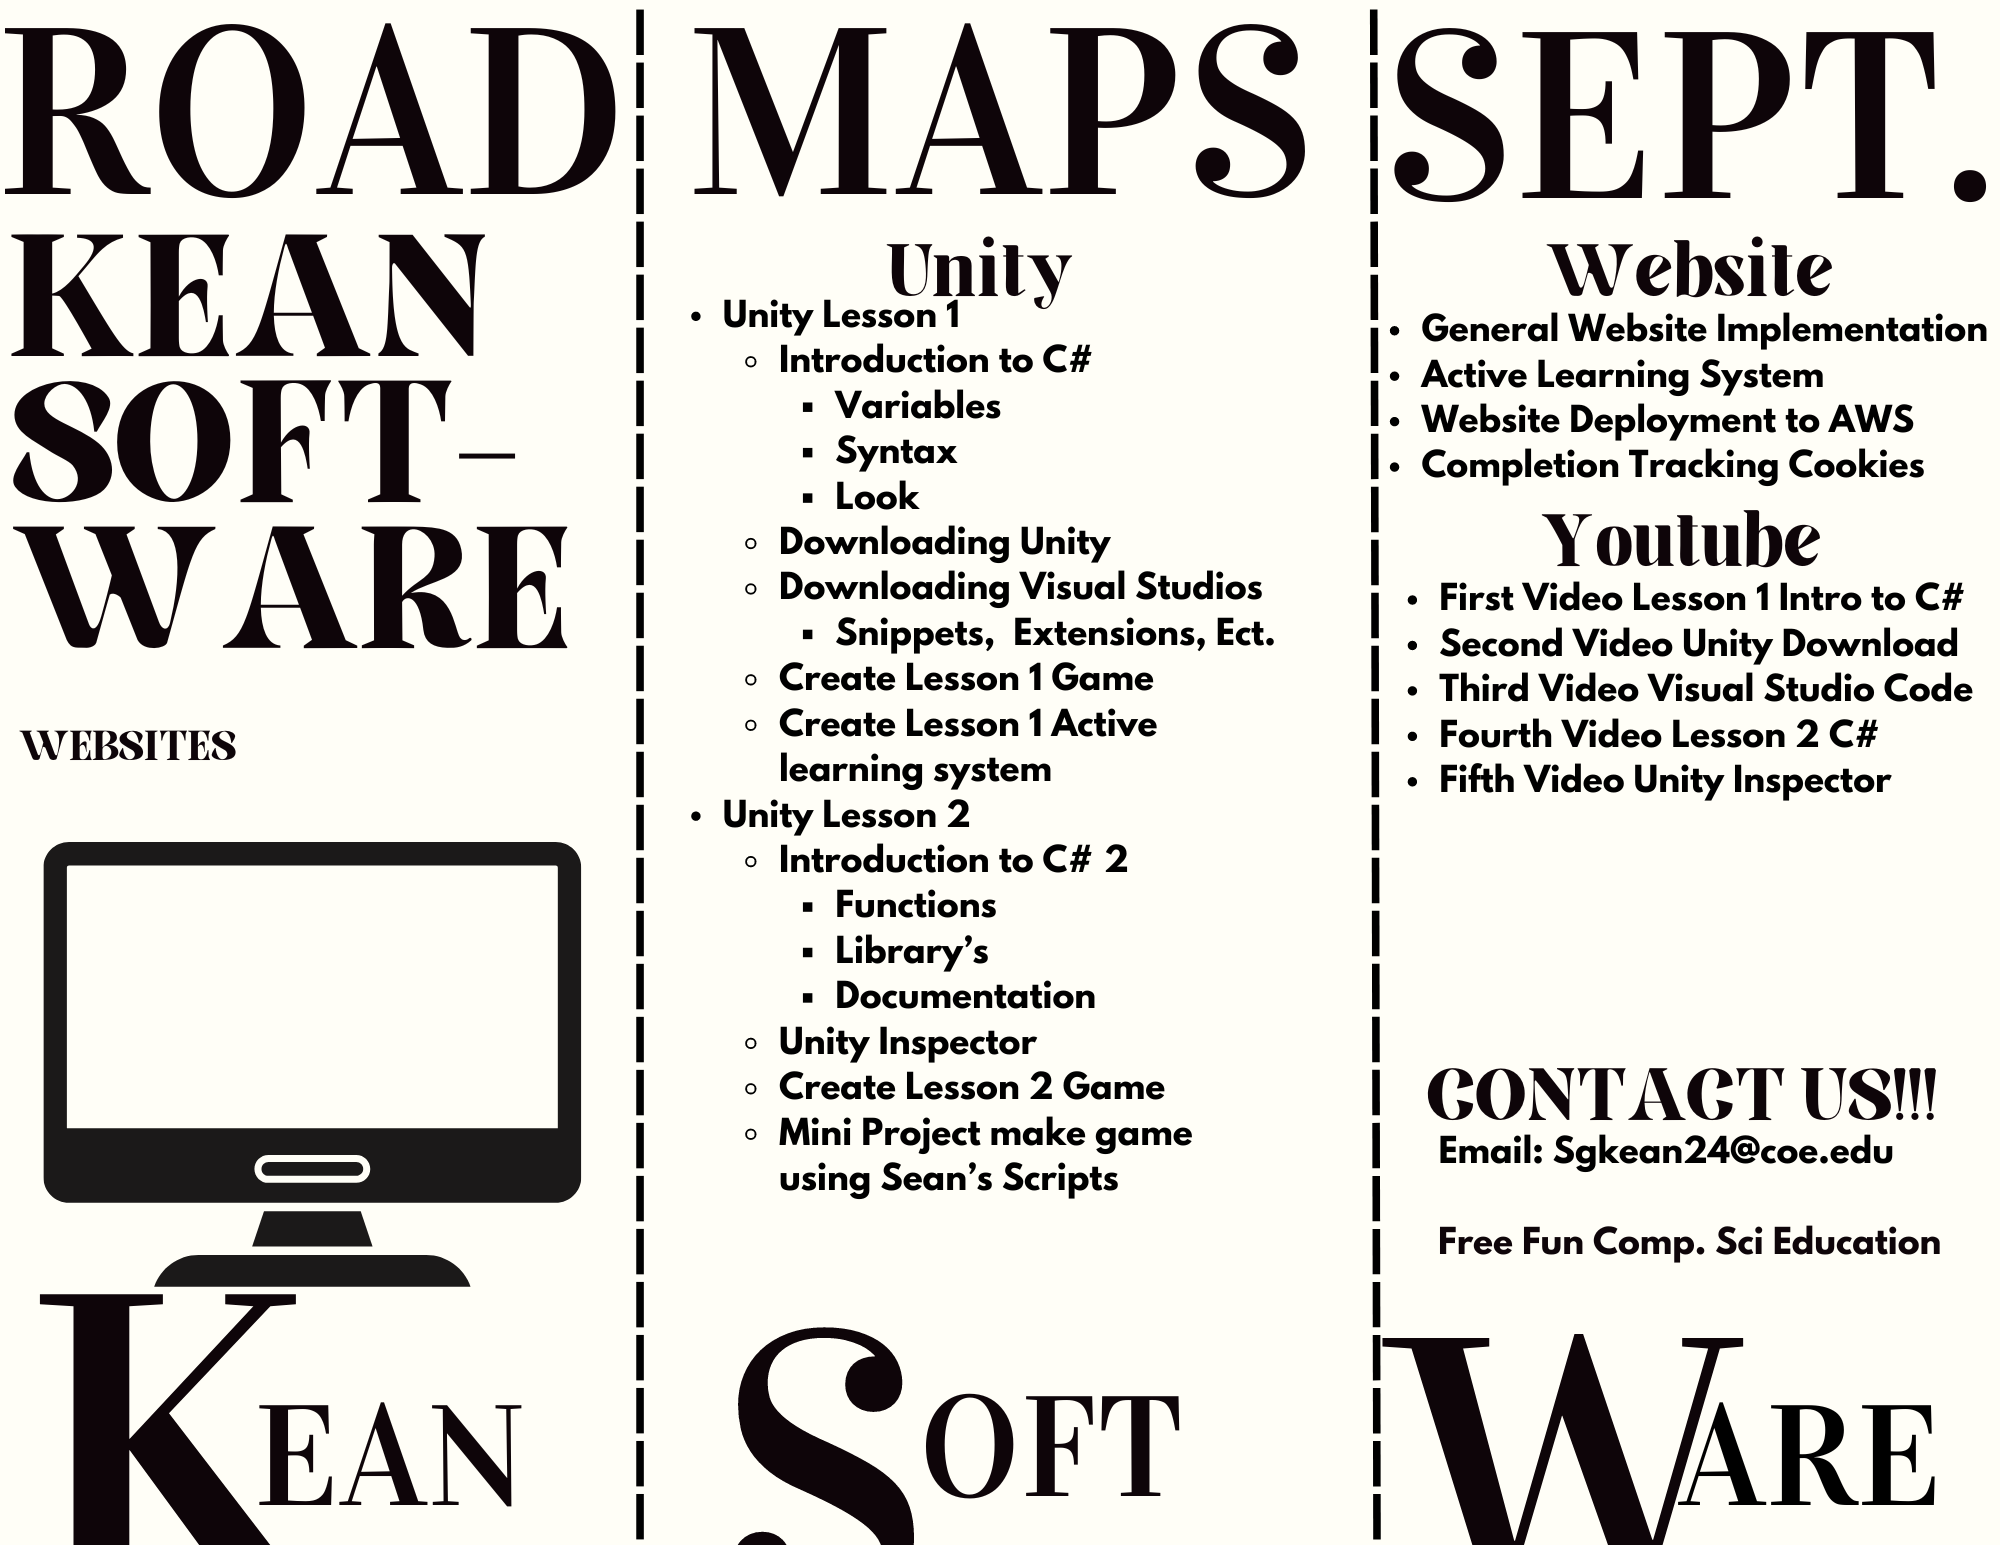 ROAD MAPS SEPT.
KEAN
SOFT-
WARE
WEBSITES
Unity
Unity Lesson 1
Introduction to C#
Variables
Syntax
Look
Downloading Unity
Downloading Visual Studios
Snippets,  Extensions, Ect.
Create Lesson 1 Game
Create Lesson 1 Active
learning system
Unity Lesson 2
Introduction to C# 2
Functions
Library’s
Documentation
Unity Inspector
Create Lesson 2 Game
Mini Project make game
using Sean’s Scripts
Website
General Website Implementation
Active Learning System
Website Deployment to AWS
Completion Tracking Cookies
Youtube
First Video Lesson 1 Intro to C#
Second Video Unity Download
Third Video Visual Studio Code
Fourth Video Lesson 2 C#
Fifth Video Unity Inspector
CONTACT US!!!
Email: Sgkean24@coe.edu
Free Fun Comp. Sci Education
KEAN SOFT WARE